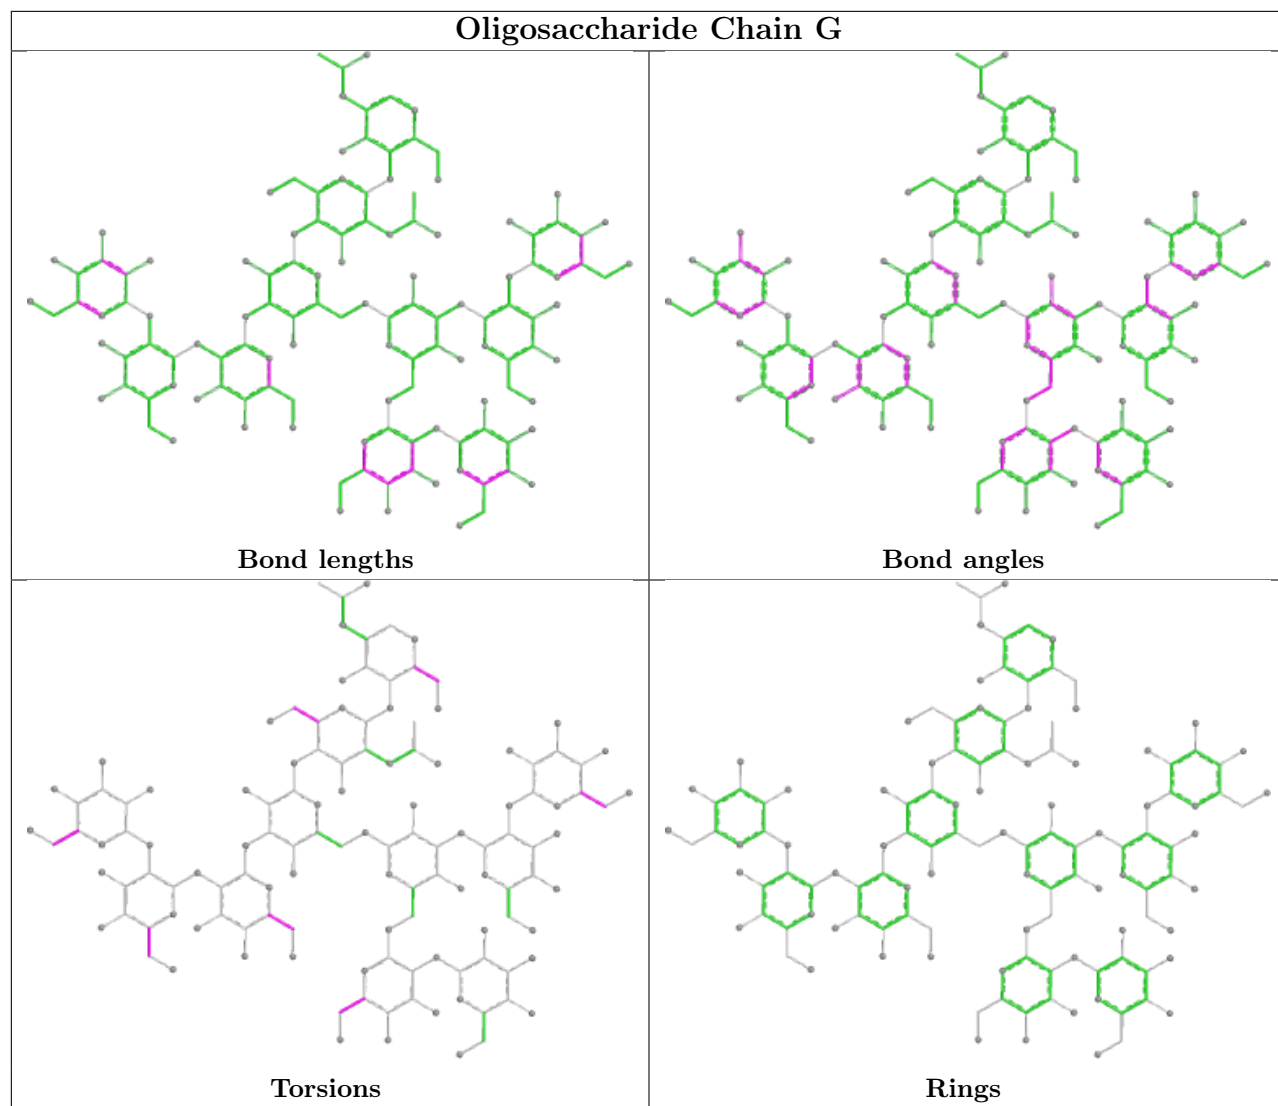 Oligosaccharide Chain G
Bond lengths
Bond angles
Torsions
Rings